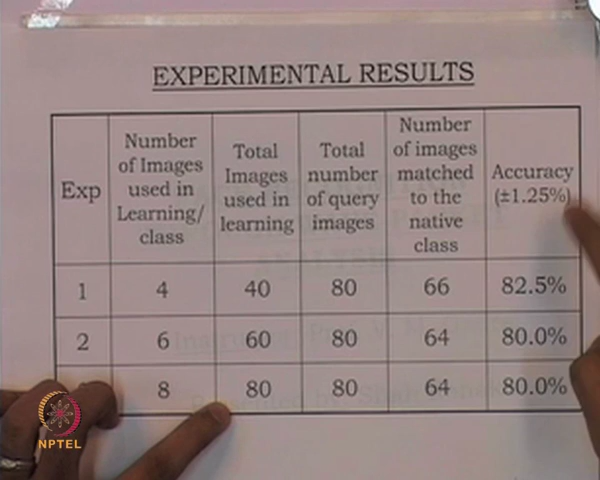 EXPERIMENTAL RESULTS
Exp
Number
of Images
used in
Learning/
class
Total
Images
used in
learning
Total
number
of query
images
Number
of images
matched
to the
native
class
Accuracy
(±1.25%)
1 4 40 80 66 82.5%
2 6 60 80 64 80.0%
8 80 80 64 80.0%
NPTEL